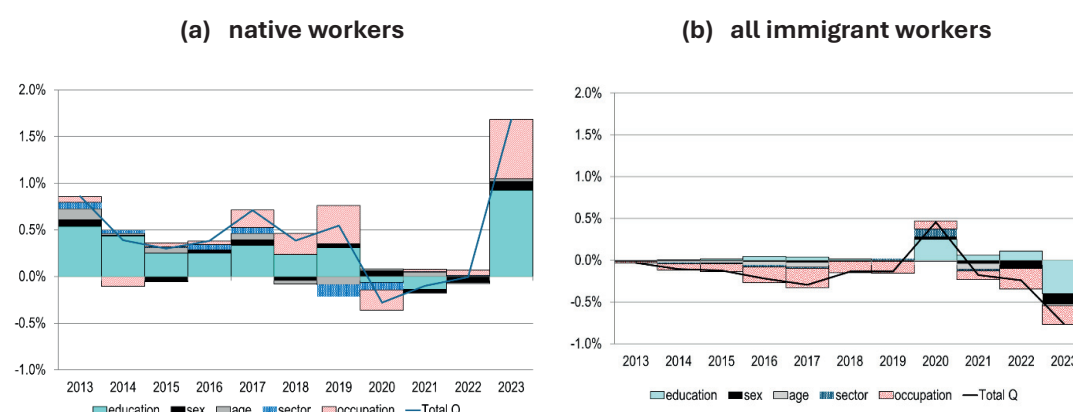 (a) native workers
(b) all immigrant workers
2.0%
1.5%
1.0%
0.5%
0.0%
-0.5%
-1.0%
2013 2014 2015 2016 2017 2018 2019 2020 2021 2022 2023
education sex age sector occupation Total Q
2.0%
1.5%
1.0%
0.5%
0.0%
-0.5%
-1.0%
2013 2014 2015 2016 2017 2018 2019 2020 2021 2022 2023
education sex age sector occupation Total Q